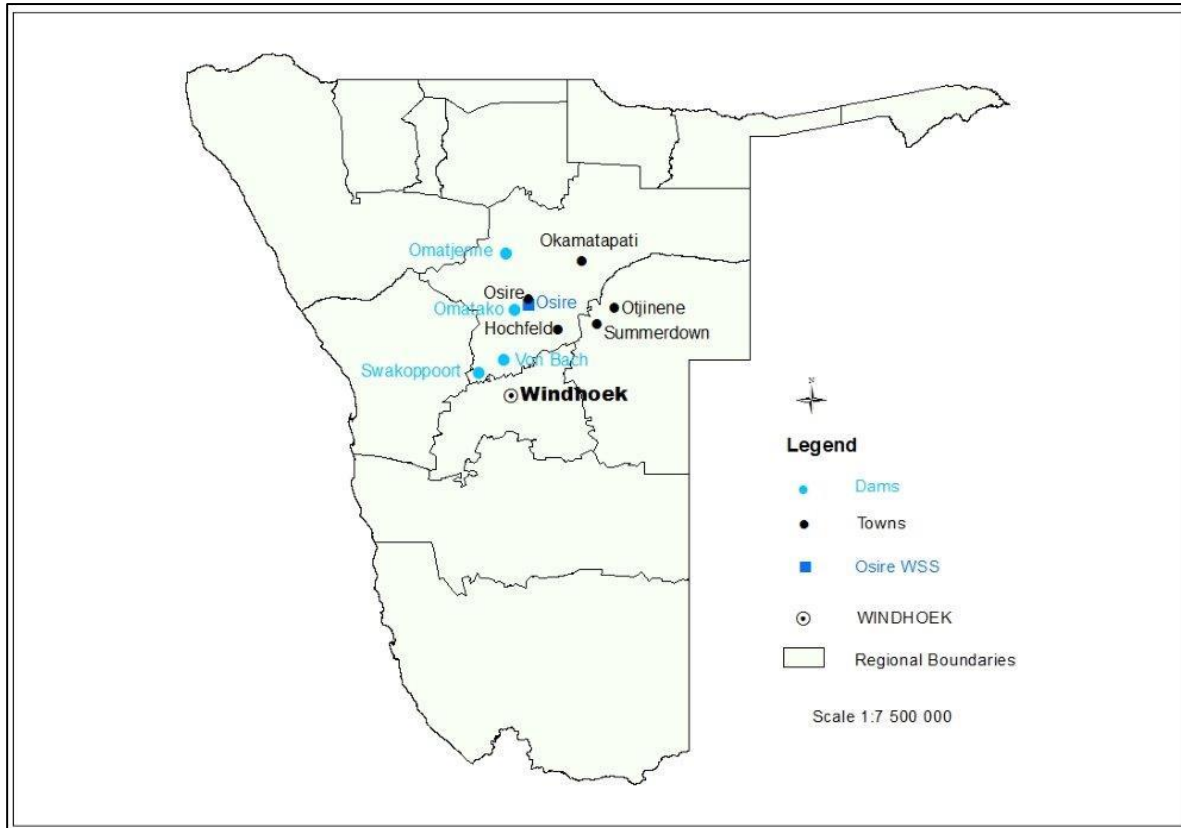 Okamatapati
Omatjenne
Osire
Osire
Omatako
Otjinene
Hochfeld
Summerdown
Von Bach
Swakoppoort
Windhoek
N
Legend
Dams
Towns
Osire WSS
WINDHOEK
Regional Boundaries
Scale 1:7 500 000